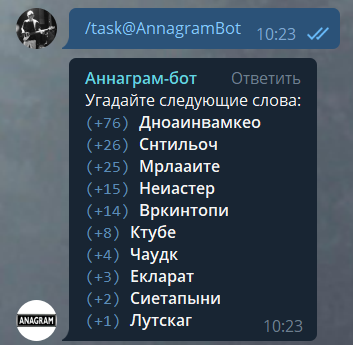 /task@AnnagramBot 10:23
Аннаграм-бот Ответить
Угадайте следующие слова:
(+76) Дноаинвамкео
(+26) Снтильоч
(+25) Мрлааите
(+15) Неиастер
(+14) Вркинтопи
(+8) Ктубе
(+4) Чаудк
(+3) Екларат
(+2) Сиетапыни
(+1) Лутскаг
ANAGRAM 10:23